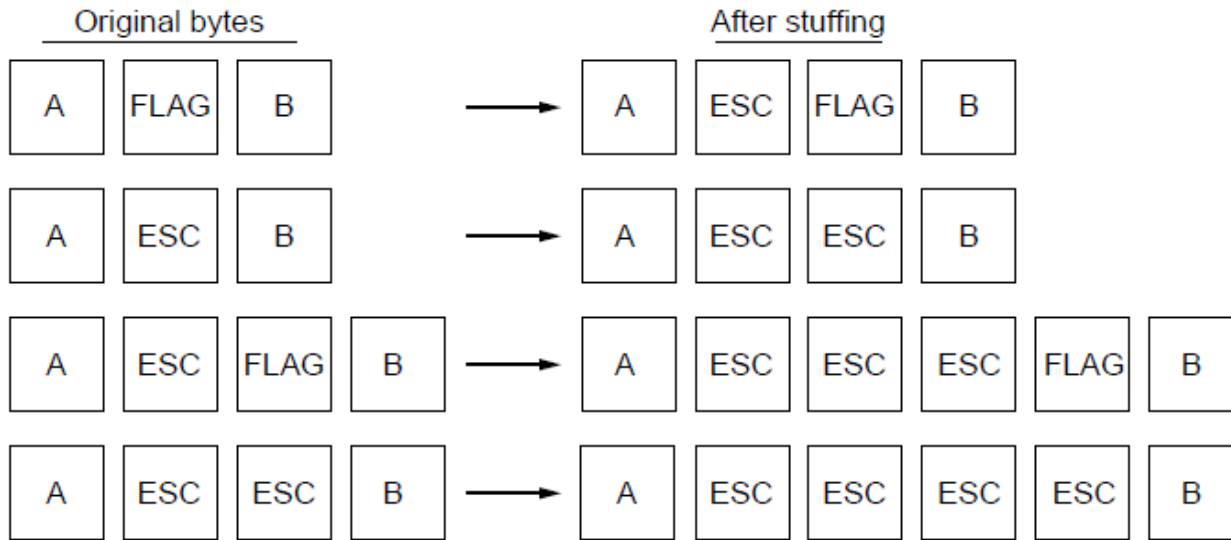 Original bytes After stuffing
A FLAG B A ESC FLAG B
A ESC B A ESC ESC B
A ESC FLAG B A ESC ESC ESC FLAG B
A ESC ESC B A ESC ESC ESC ESC B